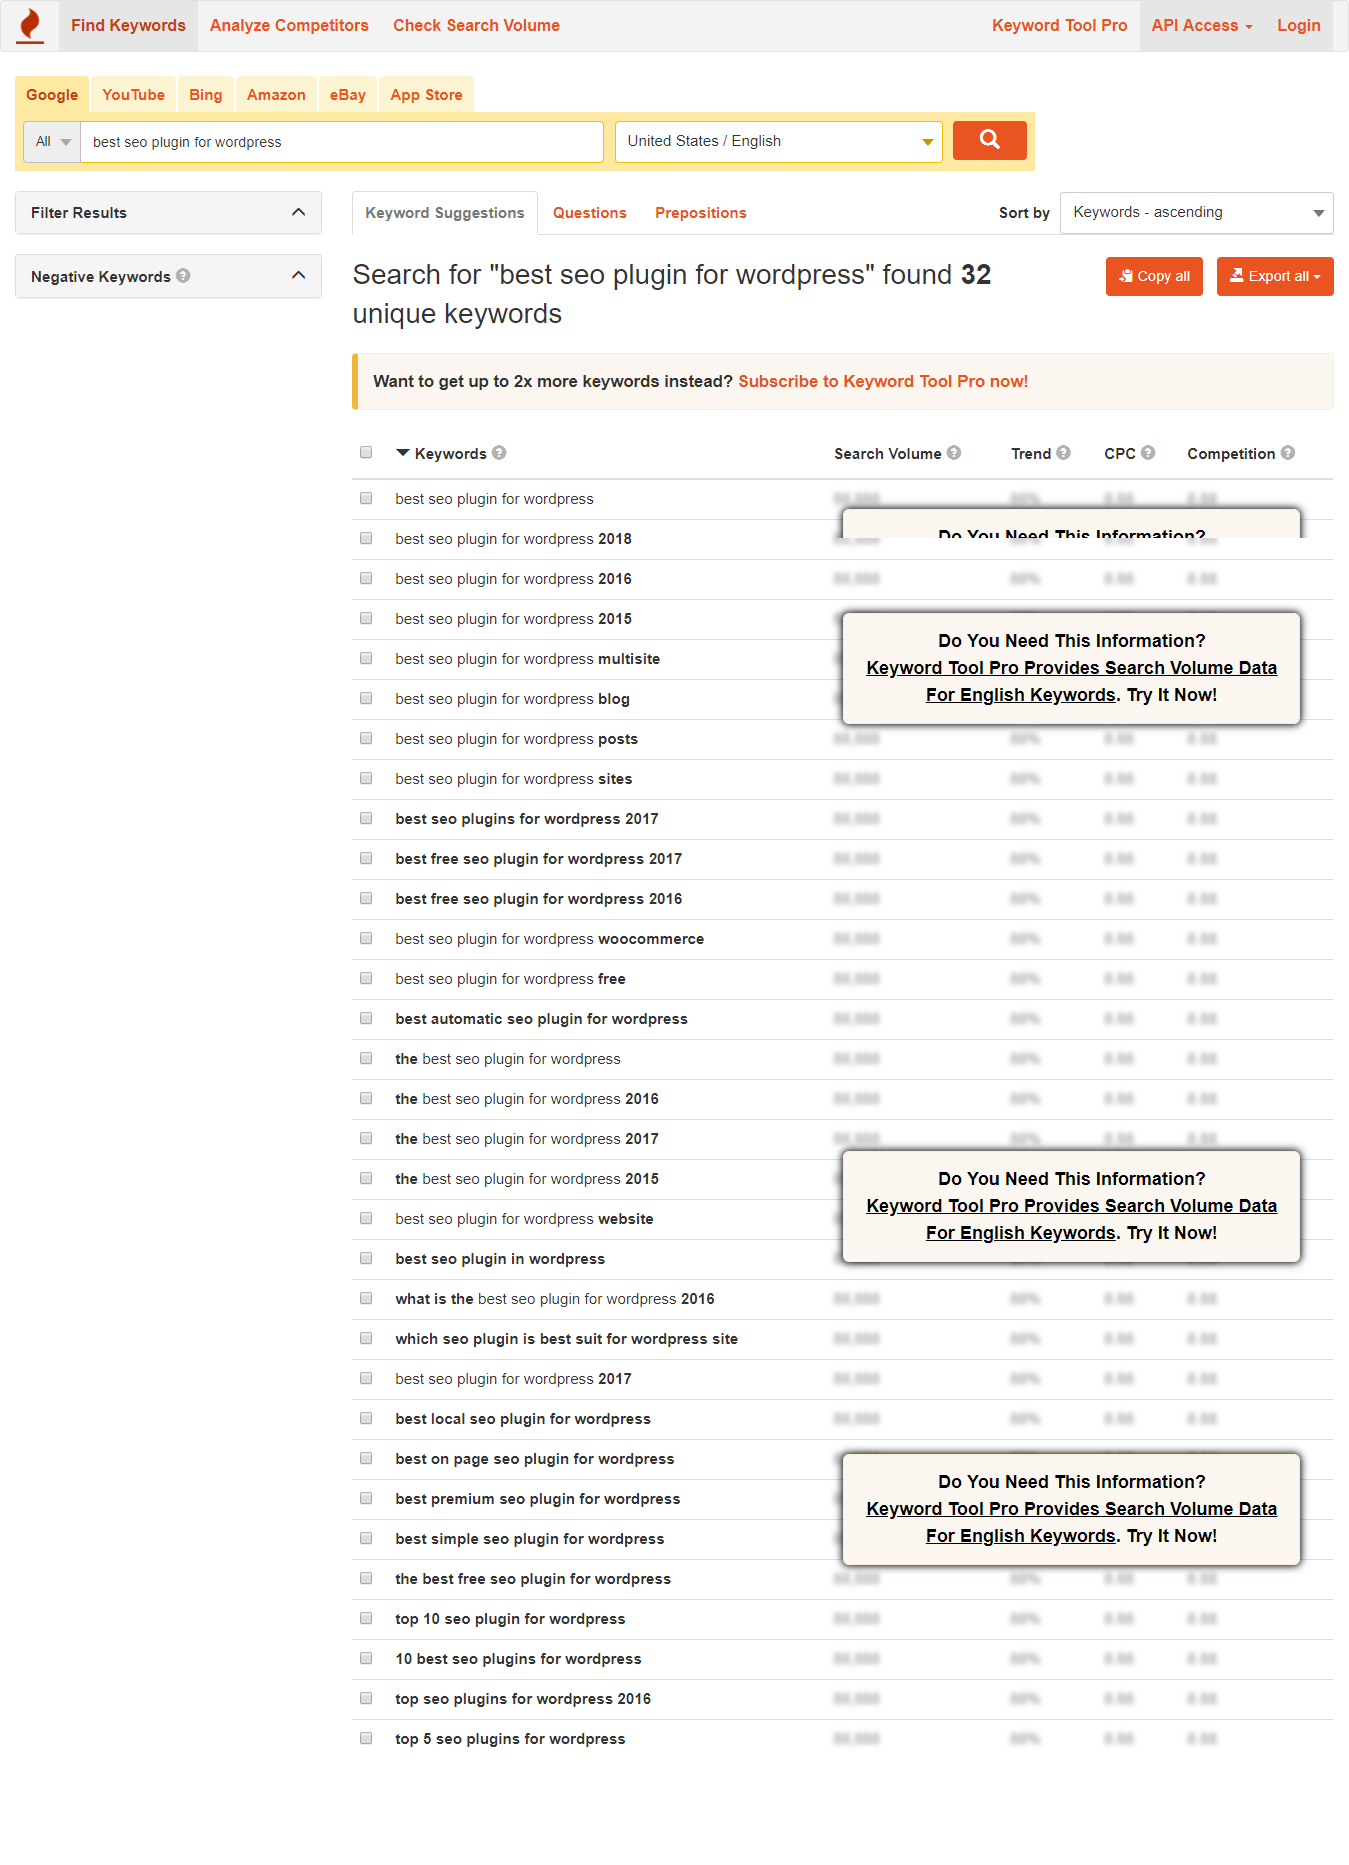 Find Keywords Analyze Competitors Check Search Volume Keyword Tool Pro API Access Login
Google YouTube Bing Amazon eBay App Store
All best seo plugin for wordpress United States / English
Filter Results
Negative Keywords
Keyword Suggestions Questions Prepositions Sort by Keywords - ascending
Search for "best seo plugin for wordpress" found 32
unique keywords
Copy all Export all
Want to get up to 2x more keywords instead? Subscribe to Keyword Tool Pro now!
Keywords Search Volume Trend CPC Competition
best seo plugin for wordpress
Do You Need This Information?
best seo plugin for wordpress 2018
best seo plugin for wordpress 2016
best seo plugin for wordpress 2015
Do You Need This Information?
best seo plugin for wordpress multisite
Keyword Tool Pro Provides Search Volume Data
best seo plugin for wordpress blog
For English Keywords. Try It Now!
best seo plugin for wordpress posts
best seo plugin for wordpress sites
best seo plugins for wordpress 2017
best free seo plugin for wordpress 2017
best free seo plugin for wordpress 2016
best seo plugin for wordpress woocommerce
best seo plugin for wordpress free
best automatic seo plugin for wordpress
the best seo plugin for wordpress
the best seo plugin for wordpress 2016
the best seo plugin for wordpress 2017
the best seo plugin for wordpress 2015
Do You Need This Information?
Keyword Tool Pro Provides Search Volume Data
best seo plugin for wordpress website
For English Keywords. Try It Now!
best seo plugin in wordpress
what is the best seo plugin for wordpress 2016
which seo plugin is best suit for wordpress site
best seo plugin for wordpress 2017
best local seo plugin for wordpress
best on page seo plugin for wordpress
Do You Need This Information?
best premium seo plugin for wordpress
Keyword Tool Pro Provides Search Volume Data
best simple seo plugin for wordpress
For English Keywords. Try It Now!
the best free seo plugin for wordpress
top 10 seo plugin for wordpress
10 best seo plugins for wordpress
top seo plugins for wordpress 2016
top 5 seo plugins for wordpress